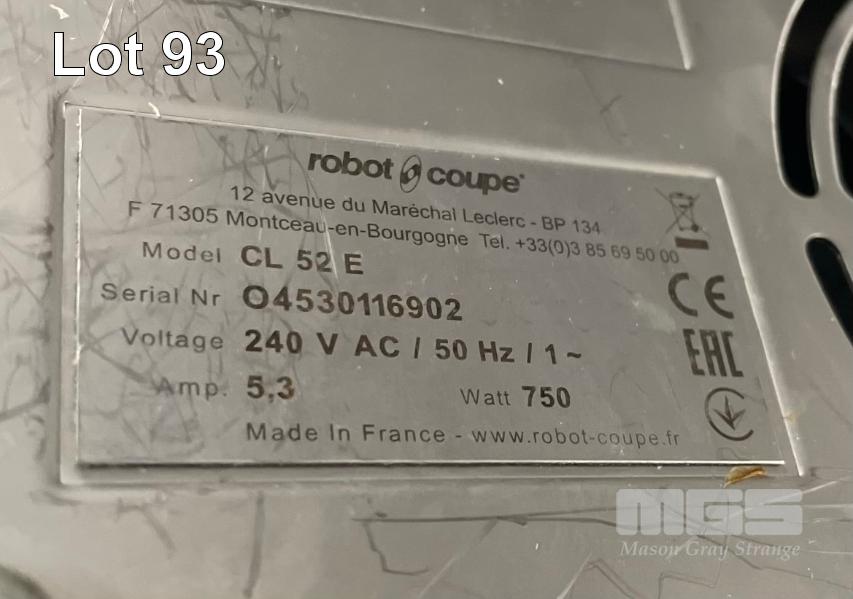 Lot 93
robot coupe®
12 avenue du Maréchal Leclerc - BP 134
F 71305 Montceau-en-Bourgogne Tel. +33(0)3 85 69 50 00
Model CL 52 E
Serial Nr 04530116902
Voltage 240 V AC / 50 Hz / 1 ~
Amp. 5,3 Watt 750
Made In France - www.robot-coupe.fr
CE
EAC
MGS
Mason Gray Strange